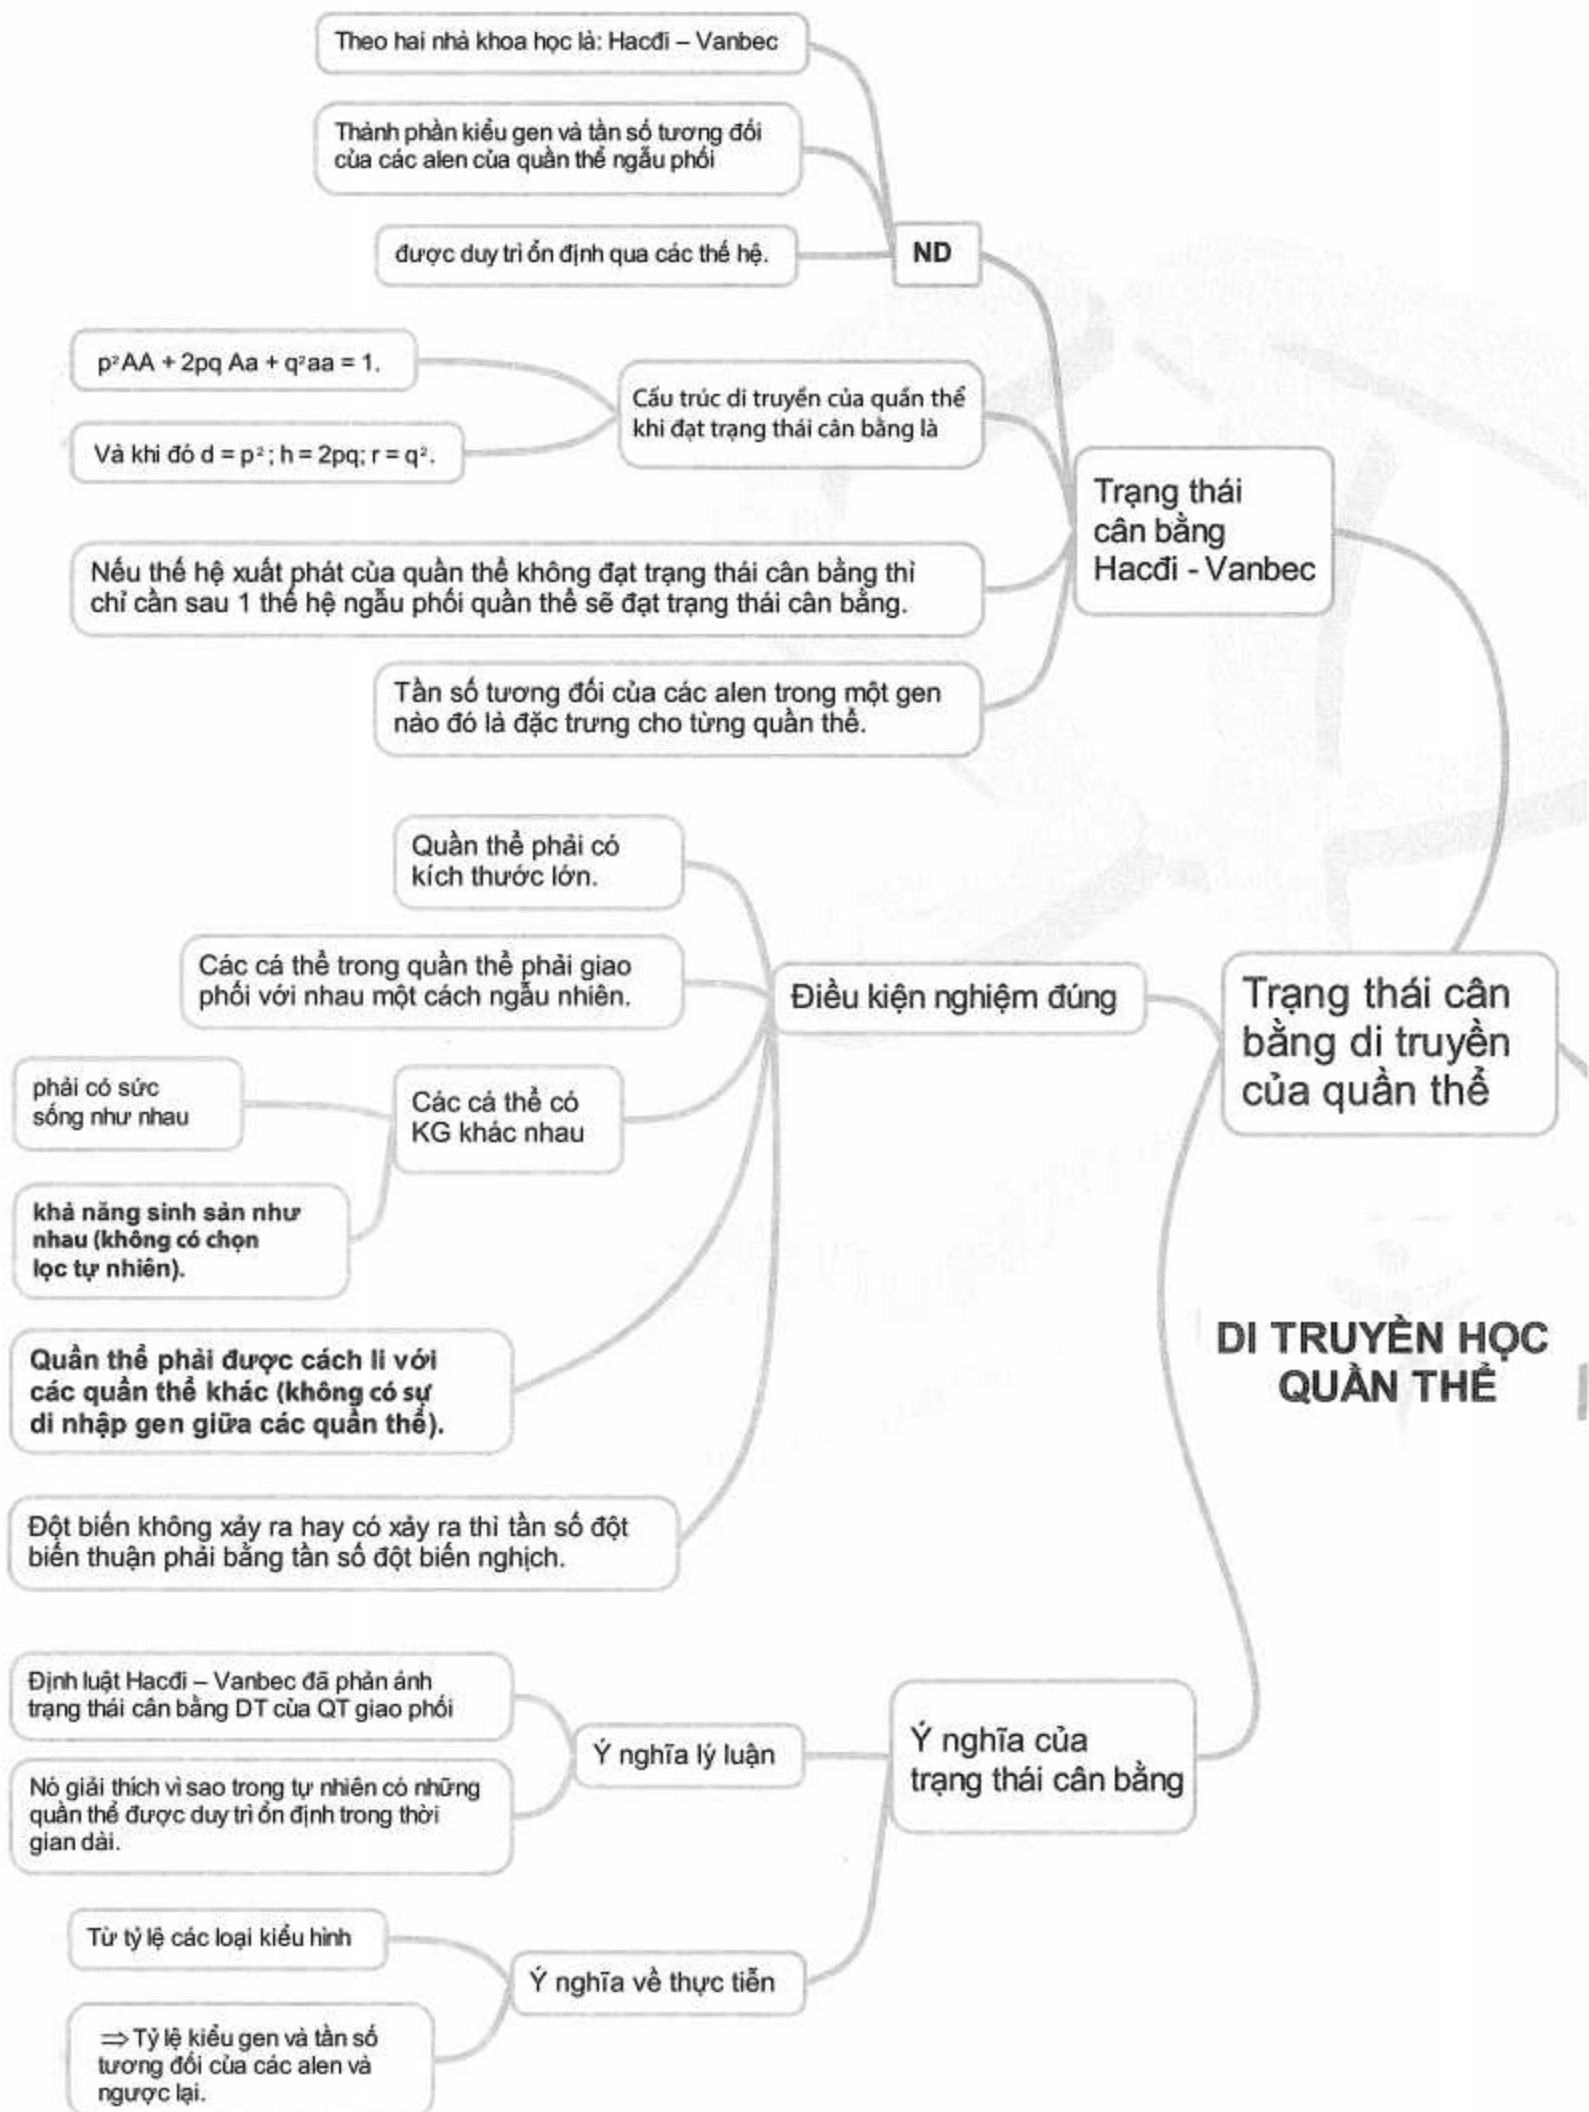 Theo hai nhà khoa học là: Hacđi – Vanbec
Thành phần kiểu gen và tần số tương đối
của các alen của quần thể ngẫu phối
được duy trì ổn định qua các thế hệ.
ND
p²AA + 2pq Aa + q²aa = 1.
Và khi đó d = p²; h = 2pq; r = q².
Cấu trúc di truyền của quần thể
khi đạt trạng thái cân bằng là
Nếu thế hệ xuất phát của quần thể không đạt trạng thái cân bằng thì
chỉ cần sau 1 thế hệ ngẫu phối quần thể sẽ đạt trạng thái cân bằng.
Tần số tương đối của các alen trong một gen
nào đó là đặc trưng cho từng quần thể.
Trạng thái
cân bằng
Hacđi - Vanbec
Quần thể phải có
kích thước lớn.
Các cá thể trong quần thể phải giao
phối với nhau một cách ngẫu nhiên.
Điều kiện nghiệm đúng
phải có sức
sống như nhau
Các cá thể có
KG khác nhau
khả năng sinh sản như
nhau (không có chọn
lọc tự nhiên).
Quần thể phải được cách li với
các quần thể khác (không có sự
di nhập gen giữa các quần thể).
Đột biến không xảy ra hay có xảy ra thì tần số đột
biến thuận phải bằng tần số đột biến nghịch.
Trạng thái cân
bằng di truyền
của quần thể
DI TRUYỀN HỌC
QUẦN THỂ
Định luật Hacđi – Vanbec đã phản ánh
trạng thái cân bằng DT của QT giao phối
Nó giải thích vì sao trong tự nhiên có những
quần thể được duy trì ổn định trong thời
gian dài.
Ý nghĩa lý luận
Ý nghĩa của
trạng thái cân bằng
Từ tỷ lệ các loại kiểu hình
⇒ Tỷ lệ kiểu gen và tần số
tương đối của các alen và
ngược lại.
Ý nghĩa về thực tiễn